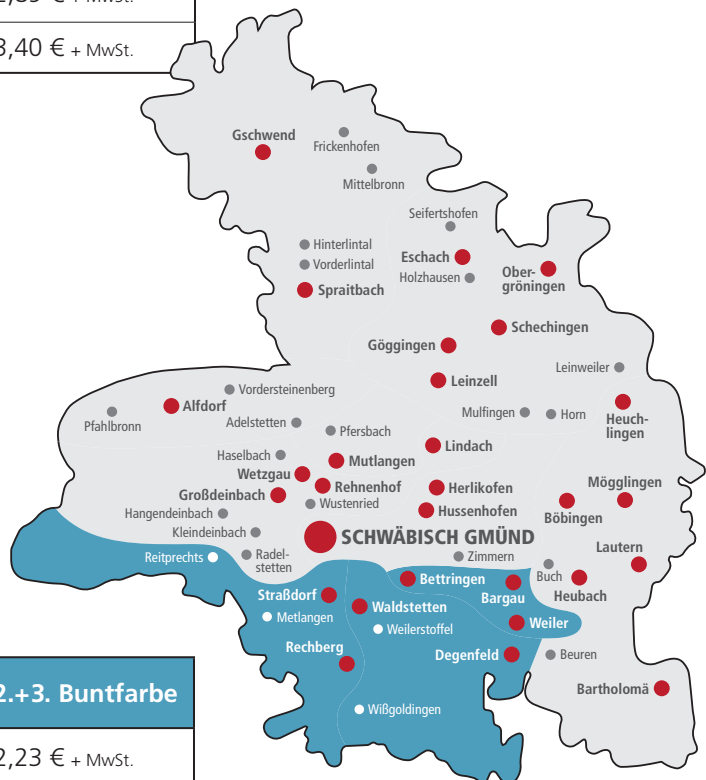 3,40 € + MwSt.
Gschwend
Frickenhofen
Mittelbronn
Seifertshofen
Hinterlintal
Eschach
Vorderlintal
Holzhausen
Ober-
gröningen
Spraitbach
Schechingen
Göggingen
Leinweiler
Leinzell
Vordersteinenberg
Alfdorf
Pfahlbronn
Adelstetten
Pfersbach
Mulfingen
Horn
Heuch-
lingen
Lindach
Haselbach
Mutlangen
Wetzgau
Rehnenhof
Herlikofen
Mögglingen
Großdeinbach
Wustenried
Hussenhofen
Böbingen
Hangendeinbach
Kleindeinbach
SCHWÄBISCH GMÜND
Lautern
Reitprechts
Radel-
stetten
Zimmern
Buch
Bettringen
Bargau
Heubach
Straßdorf
Waldstetten
Metlangen
Weilerstoffel
Weiler
Rechberg
Degenfeld
Beuren
Bartholomä
Wißgoldingen
2.+3. Buntfarbe
2,23 € + MwSt.